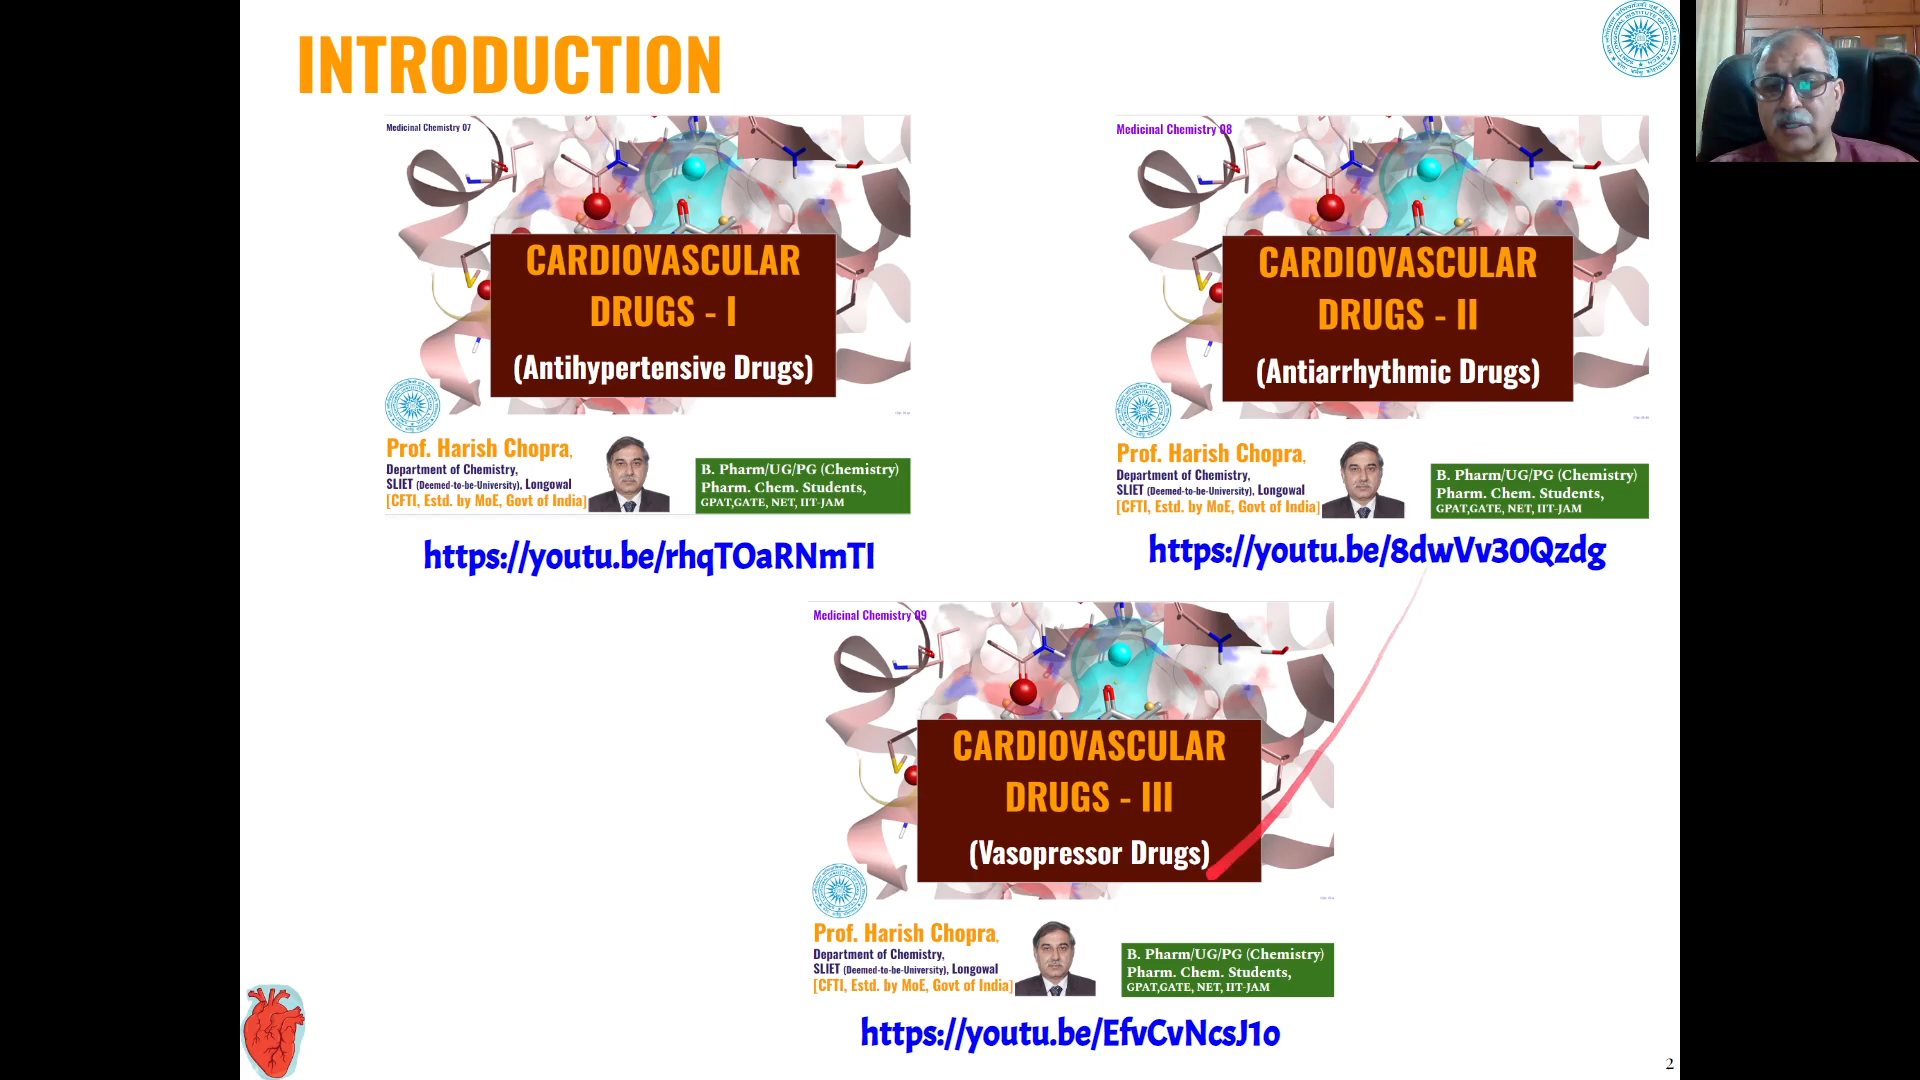 INTRODUCTION
Medicinal Chemistry 07
CARDIOVASCULAR
DRUGS - I
(Antihypertensive Drugs)
Prof. Harish Chopra,
Department of Chemistry,
SLIET (Deemed-to-be-University), Longowal
[CFTI, Estd. by MoE, Govt of India]
B. Pharm/UG/PG (Chemistry)
Pharm. Chem. Students,
GPAT,GATE, NET, IIT-JAM
https://youtu.be/rhqTOaRNmTI
Medicinal Chemistry 08
CARDIOVASCULAR
DRUGS - II
(Antiarrhythmic Drugs)
Prof. Harish Chopra,
Department of Chemistry,
SLIET (Deemed-to-be-University), Longowal
[CFTI, Estd. by MoE, Govt of India]
B. Pharm/UG/PG (Chemistry)
Pharm. Chem. Students,
GPAT,GATE, NET, IIT-JAM
https://youtu.be/8dwVv30Qzdg
Medicinal Chemistry 09
CARDIOVASCULAR
DRUGS - III
(Vasopressor Drugs)
Prof. Harish Chopra,
Department of Chemistry,
SLIET (Deemed-to-be-University), Longowal
[CFTI, Estd. by MoE, Govt of India]
B. Pharm/UG/PG (Chemistry)
Pharm. Chem. Students,
GPAT,GATE, NET, IIT-JAM
https://youtu.be/EfvCvNcsJ1o
2